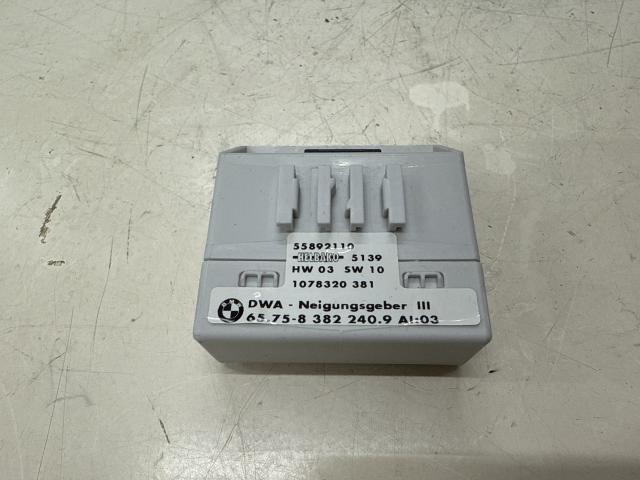 55892110
HELBAKO 5139
HW 03 SW 10
1078320 381
DWA - Neigungsgeber III
65.75-8 382 240.9 AI:03